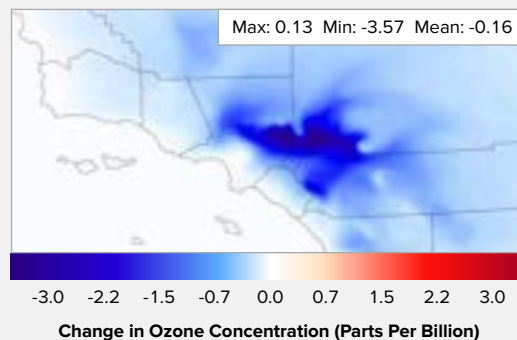 Max: 0.13 Min: -3.57 Mean: -0.16
-3.0 -2.2 -1.5 -0.7 0.0 0.7 1.5 2.2 3.0
Change in Ozone Concentration (Parts Per Billion)